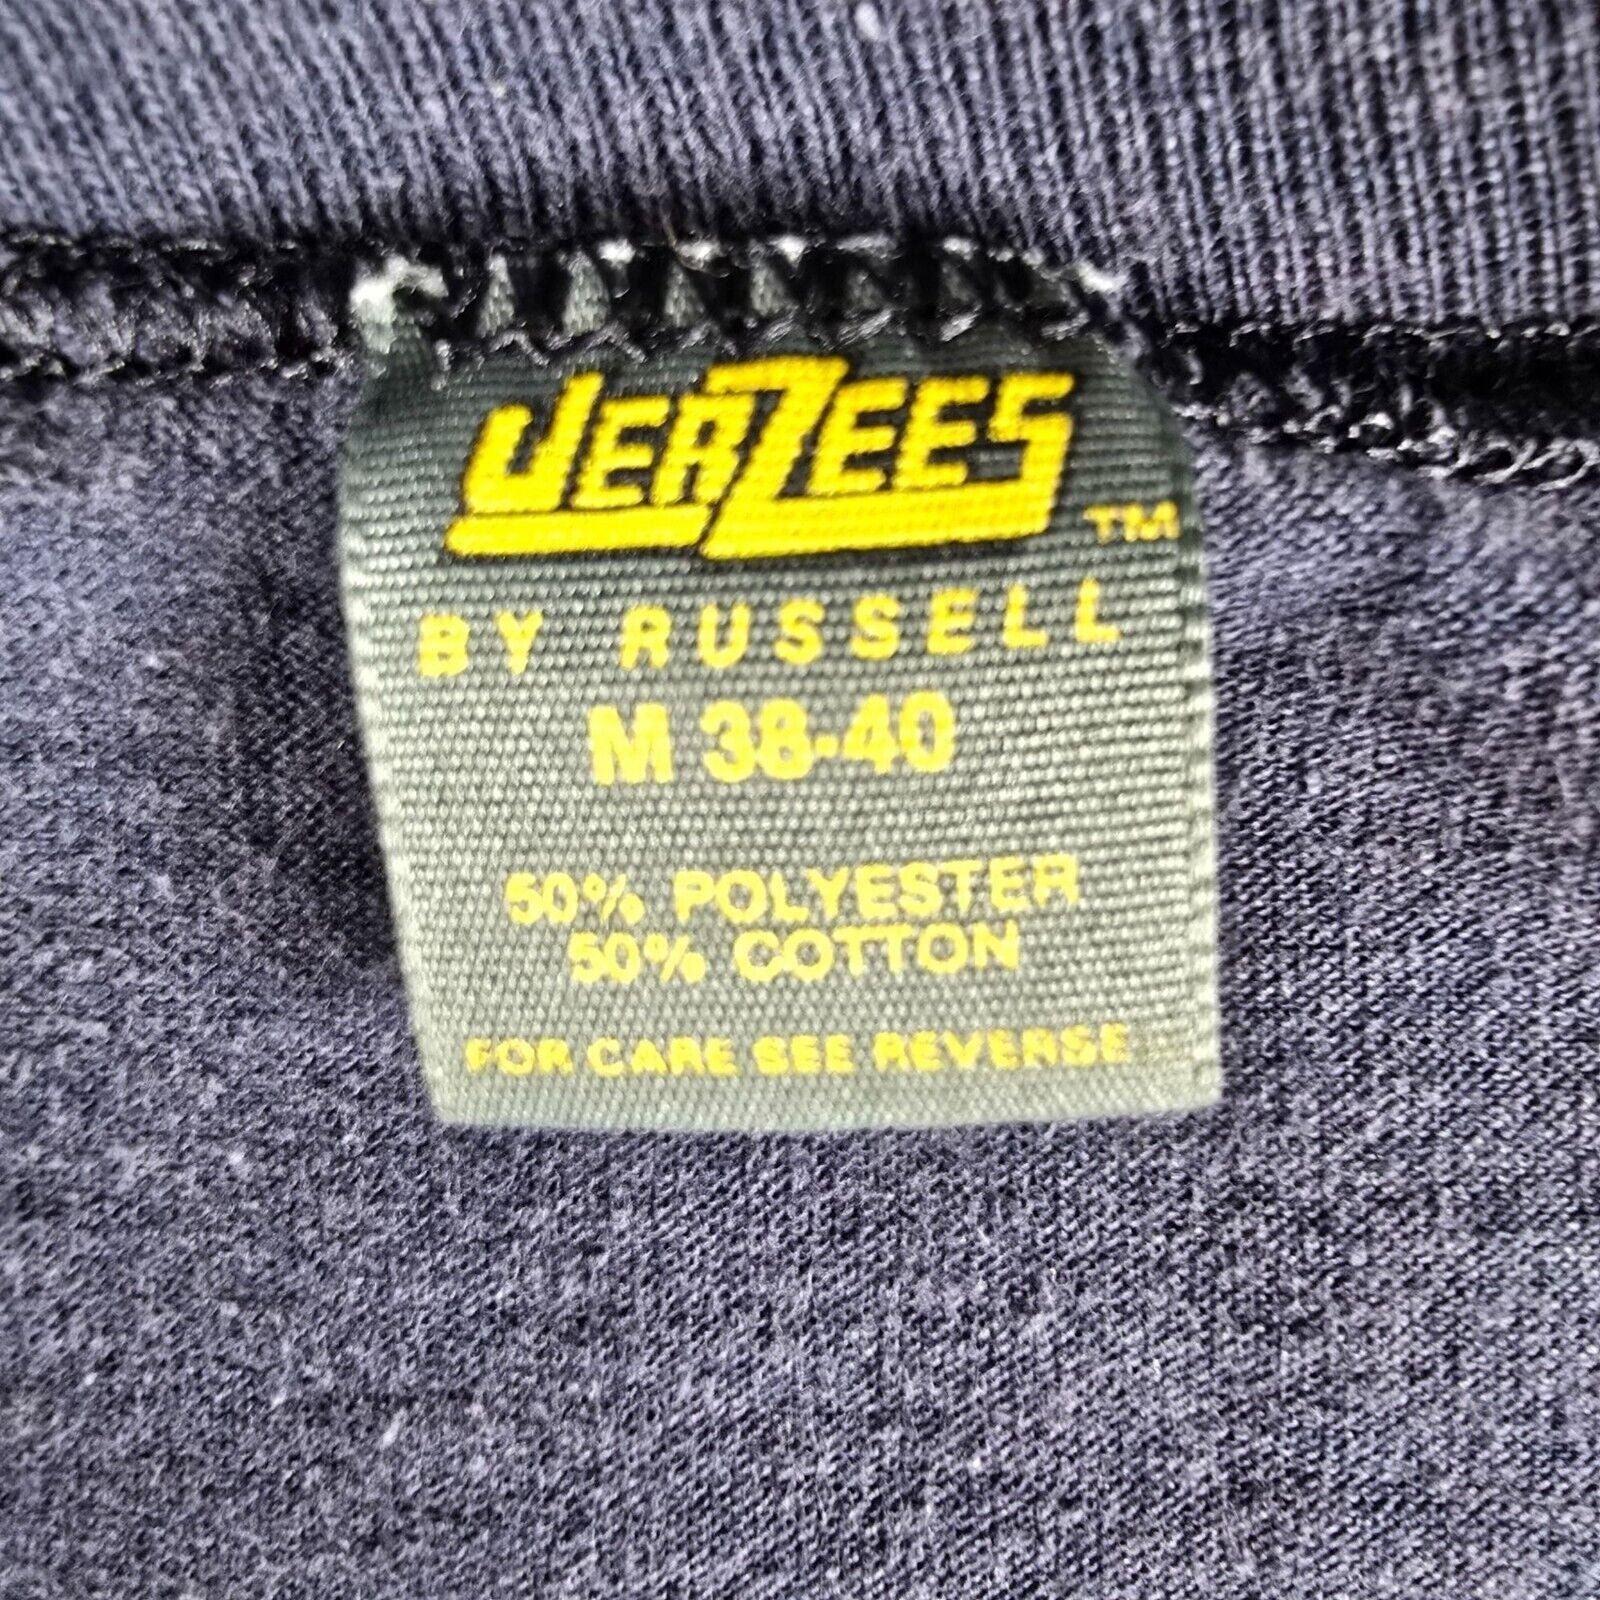 JERZEES TM
BY RUSSELL
M 38-40
50% POLYESTER
50% COTTON
FOR CARE SEE REVERSE